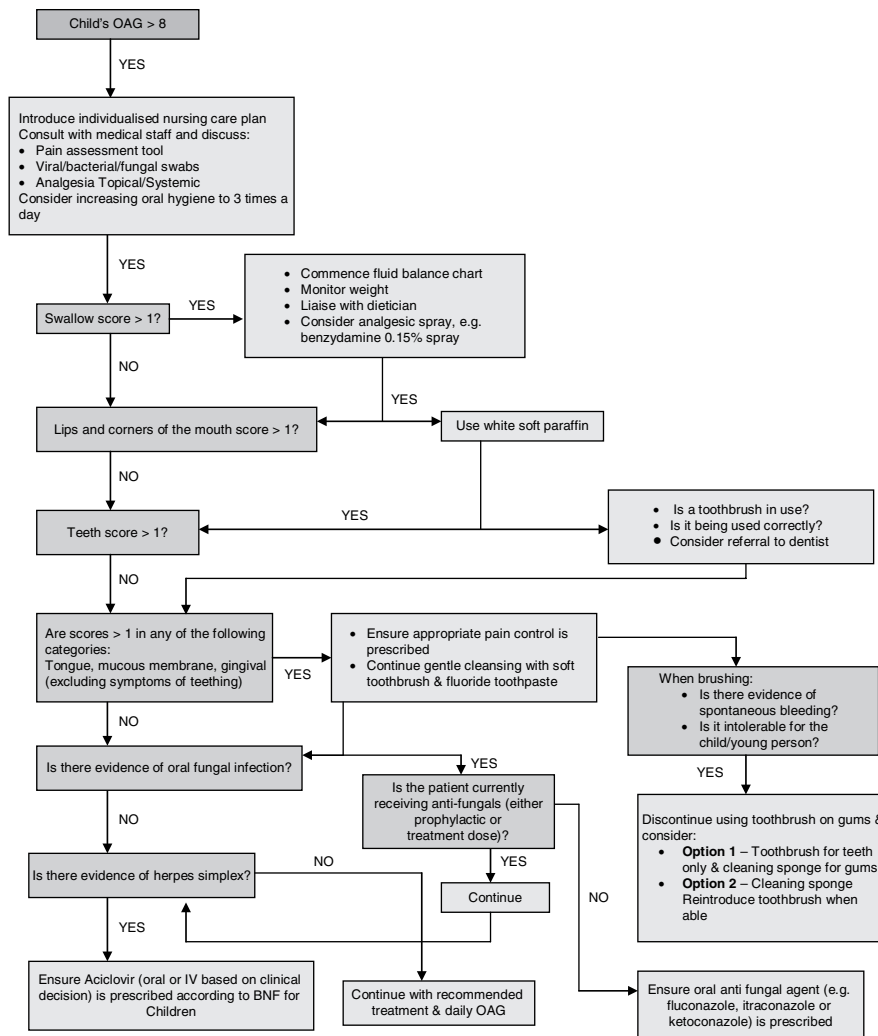 Child's OAG > 8
YES
Introduce individualised nursing care plan
Consult with medical staff and discuss:
• Pain assessment tool
• Viral/bacterial/fungal swabs
• Analgesia Topical/Systemic
Consider increasing oral hygiene to 3 times a
day
YES
Swallow score > 1?
YES
• Commence fluid balance chart
• Monitor weight
• Liaise with dietician
• Consider analgesic spray, e.g.
benzydamine 0.15% spray
NO
YES
Lips and corners of the mouth score > 1?
Use white soft paraffin
NO
YES
Teeth score > 1?
• Is a toothbrush in use?
• Is it being used correctly?
• Consider referral to dentist
NO
Are scores > 1 in any of the following
categories:
Tongue, mucous membrane, gingival
(excluding symptoms of teething)
YES
• Ensure appropriate pain control is
prescribed
• Continue gentle cleansing with soft
toothbrush & fluoride toothpaste
When brushing:
• Is there evidence of
spontaneous bleeding?
• Is it intolerable for the
child/young person?
NO
YES
YES
Is there evidence of oral fungal infection?
Is the patient currently
receiving anti-fungals (either
prophylactic or
treatment dose)?
Discontinue using toothbrush on gums &
consider:
• Option 1 – Toothbrush for teeth
only & cleaning sponge for gums
• Option 2 – Cleaning sponge
Reintroduce toothbrush when
able
NO
NO
YES
NO
Is there evidence of herpes simplex?
Continue
YES
Ensure Aciclovir (oral or IV based on clinical
decision) is prescribed according to BNF for
Children
Continue with recommended
treatment & daily OAG
Ensure oral anti fungal agent (e.g.
fluconazole, itraconazole or
ketoconazole) is prescribed